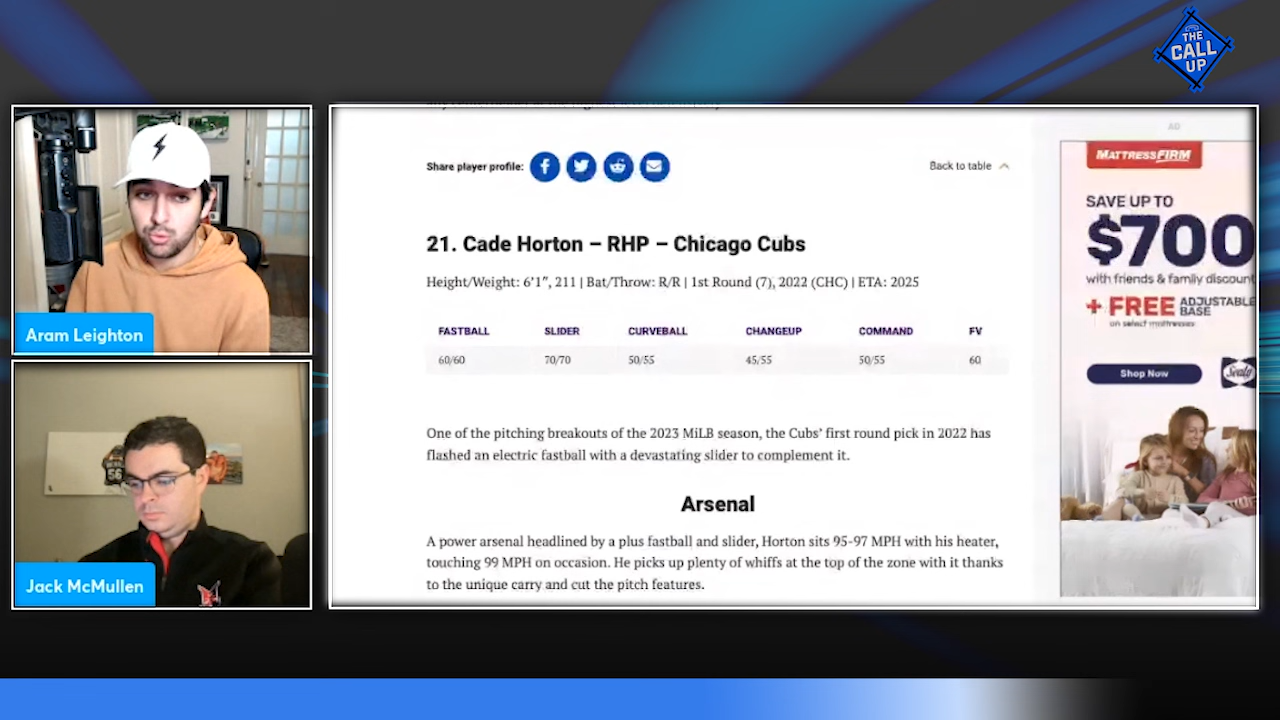 THE
CALL
UP
Aram Leighton
Jack McMullen
56
Share player profile:
Back to table
21. Cade Horton – RHP – Chicago Cubs
Height/Weight: 6’1″, 211 | Bat/Throw: R/R | 1st Round (7), 2022 (CHC) | ETA: 2025
FASTBALL SLIDER CURVEBALL CHANGEUP COMMAND FV
60/60 70/70 50/55 45/55 50/55 60
One of the pitching breakouts of the 2023 MiLB season, the Cubs’ first round pick in 2022 has
flashed an electric fastball with a devastating slider to complement it.
Arsenal
A power arsenal headlined by a plus fastball and slider, Horton sits 95-97 MPH with his heater,
touching 99 MPH on occasion. He picks up plenty of whiffs at the top of the zone with it thanks
to the unique carry and cut the pitch features.
AD
MATTRESSFIRM
SAVE UP TO
$700
with friends & family discount
+ FREE ADJUSTABLE
BASE
on select mattresses
Shop Now
Sealy